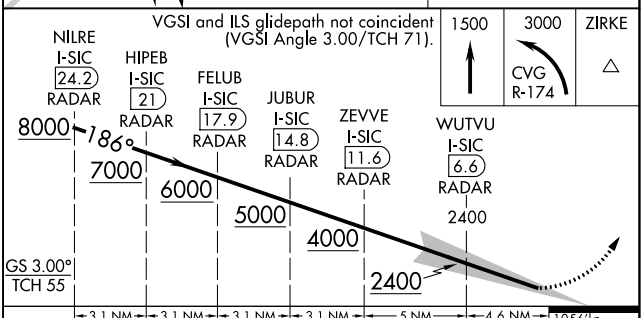 VGSI and ILS glidepath not coincident
(VGSI Angle 3.00/TCH 71).
1500
3000
CVG
R-174
ZIRKE
NILRE
I-SIC
24.2
RADAR
HIPEB
I-SIC
21
RADAR
FELUB
I-SIC
17.9
RADAR
JUBUR
I-SIC
14.8
RADAR
ZEVVE
I-SIC
11.6
RADAR
WUTVU
I-SIC
6.6
RADAR
2400
8000
186°
7000
6000
5000
4000
2400
GS 3.00°
TCH 55
3.1 NM
3.1 NM
3.1 NM
3.1 NM
5 NM
4.6 NM